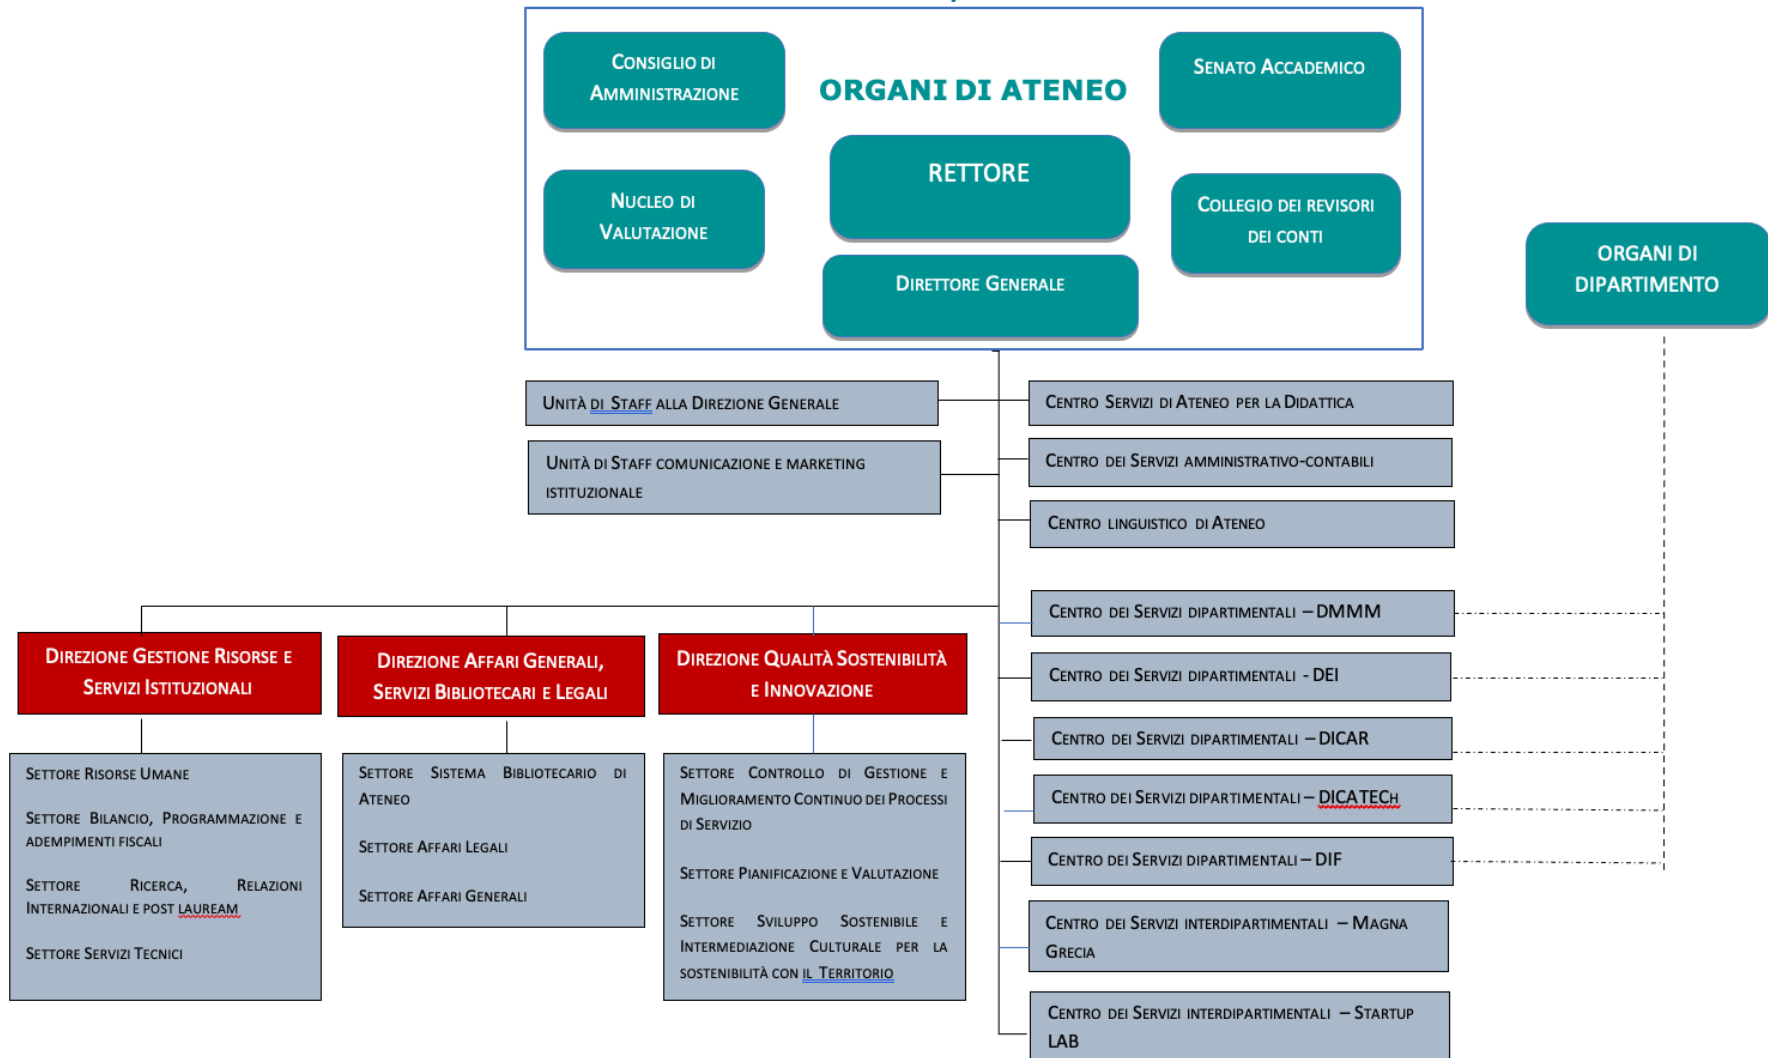 CONSIGLIO DI
AMMINISTRAZIONE
ORGANI DI ATENEO
SENATO ACCADEMICO
RETTORE
NUCLEO DI
VALUTAZIONE
COLLEGIO DEI REVISORI
DEI CONTI
DIRETTORE GENERALE
ORGANI DI
DIPARTIMENTO
UNITÀ DI STAFF ALLA DIREZIONE GENERALE
CENTRO SERVIZI DI ATENEO PER LA DIDATTICA
UNITÀ DI STAFF COMUNICAZIONE E MARKETING
ISTITUZIONALE
CENTRO DEI SERVIZI AMMINISTRATIVO-CONTABILI
CENTRO LINGUISTICO DI ATENEO
CENTRO DEI SERVIZI DIPARTIMENTALI – DMMM
CENTRO DEI SERVIZI DIPARTIMENTALI - DEI
CENTRO DEI SERVIZI DIPARTIMENTALI – DICAR
CENTRO DEI SERVIZI DIPARTIMENTALI – DICATECH
CENTRO DEI SERVIZI DIPARTIMENTALI – DIF
CENTRO DEI SERVIZI INTERDIPARTIMENTALI – MAGNA
GRECIA
CENTRO DEI SERVIZI INTERDIPARTIMENTALI – STARTUP
LAB
DIREZIONE GESTIONE RISORSE E
SERVIZI ISTITUZIONALI
SETTORE RISORSE UMANE
SETTORE BILANCIO, PROGRAMMAZIONE E
ADEMPIMENTI FISCALI
SETTORE RICERCA, RELAZIONI
INTERNAZIONALI E POST LAUREAM
SETTORE SERVIZI TECNICI
DIREZIONE AFFARI GENERALI,
SERVIZI BIBLIOTECARI E LEGALI
SETTORE SISTEMA BIBLIOTECARIO DI
ATENEO
SETTORE AFFARI LEGALI
SETTORE AFFARI GENERALI
DIREZIONE QUALITÀ SOSTENIBILITÀ
E INNOVAZIONE
SETTORE CONTROLLO DI GESTIONE E
MIGLIORAMENTO CONTINUO DEI PROCESSI
DI SERVIZIO
SETTORE PIANIFICAZIONE E VALUTAZIONE
SETTORE SVILUPPO SOSTENIBILE E
INTERMEDIAZIONE CULTURALE PER LA
SOSTENIBILITÀ CON IL TERRITORIO